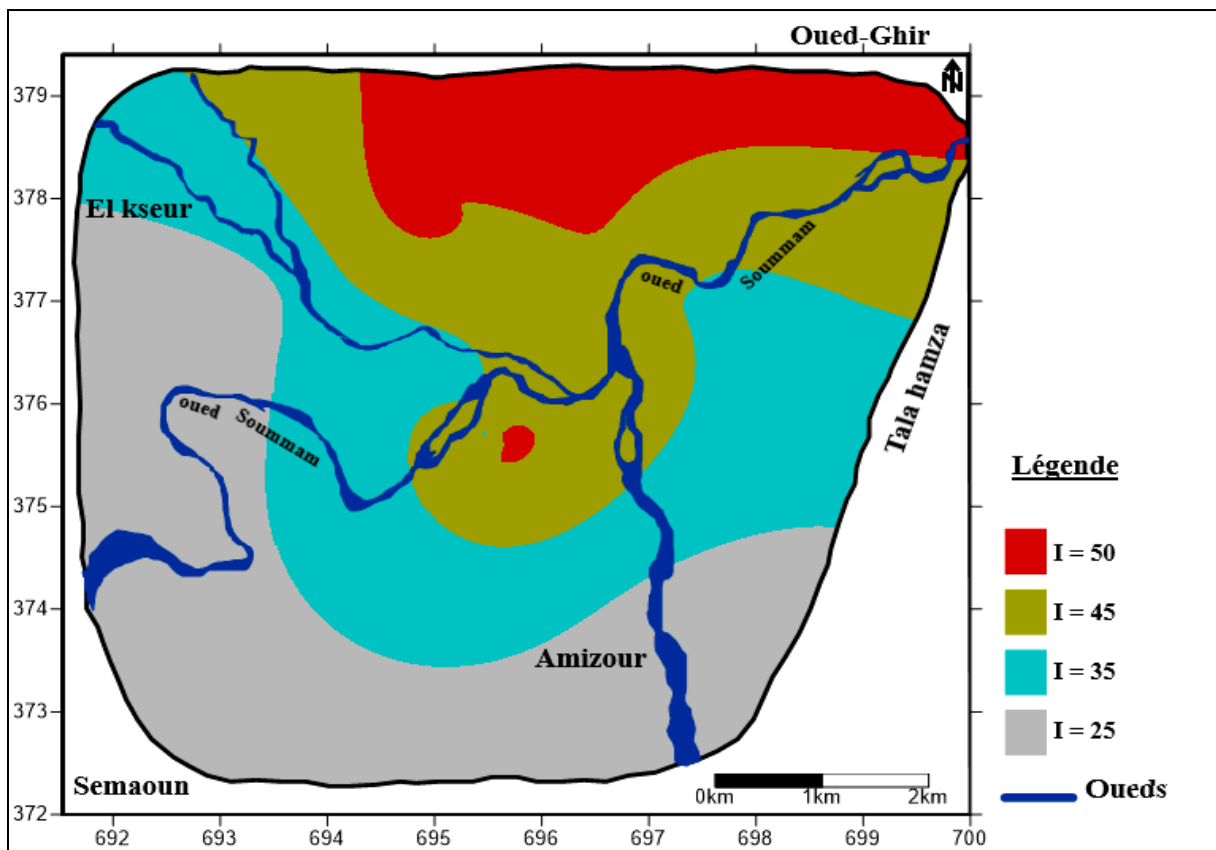 Oued-Ghir
N
379
378
El kseur
377
oued
Soummam
376
oued
Soummam
Tala hamza
375
374
Amizour
373
Semaoun
372
0km
1km
2km
692
693
694
695
696
697
698
699
700
Légende
I = 50
I = 45
I = 35
I = 25
Oueds